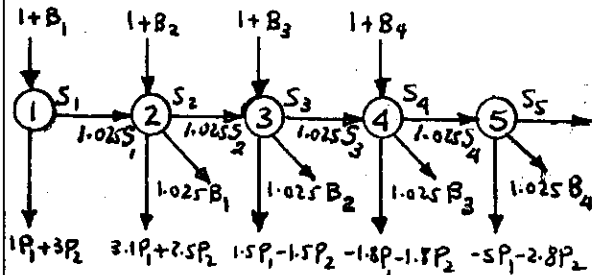 1+B₁ 1+B₂ 1+B₃ 1+B₄
1 S₁ 2 S₂ 3 S₃ 4 S₄ 5 S₅
1.025S₁ 1.025S₂ 1.025S₃ 1.025S₄
1.025B₁ 1.025B₂ 1.025B₃ 1.025B₄
1P₁+3P₂ 3.1P₁+2.5P₂ 1.5P₁-1.5P₂ -1.8P₁-1.8P₂ -5P₁-2.8P₂